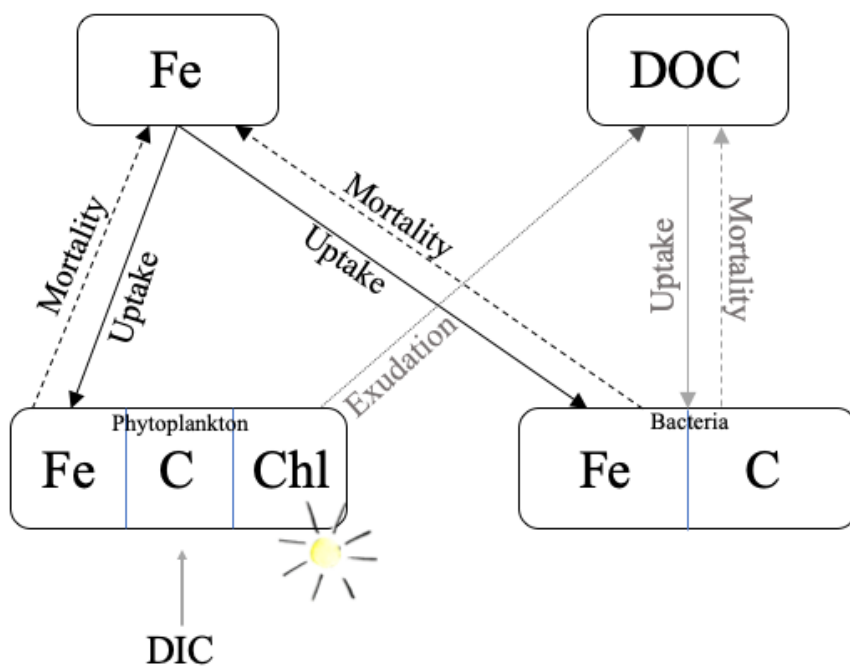 Fe
DOC
Mortality
Uptake
Mortality
Uptake
Exudation
Uptake
Mortality
Phytoplankton
Fe
C
Chl
Bacteria
Fe
C
DIC